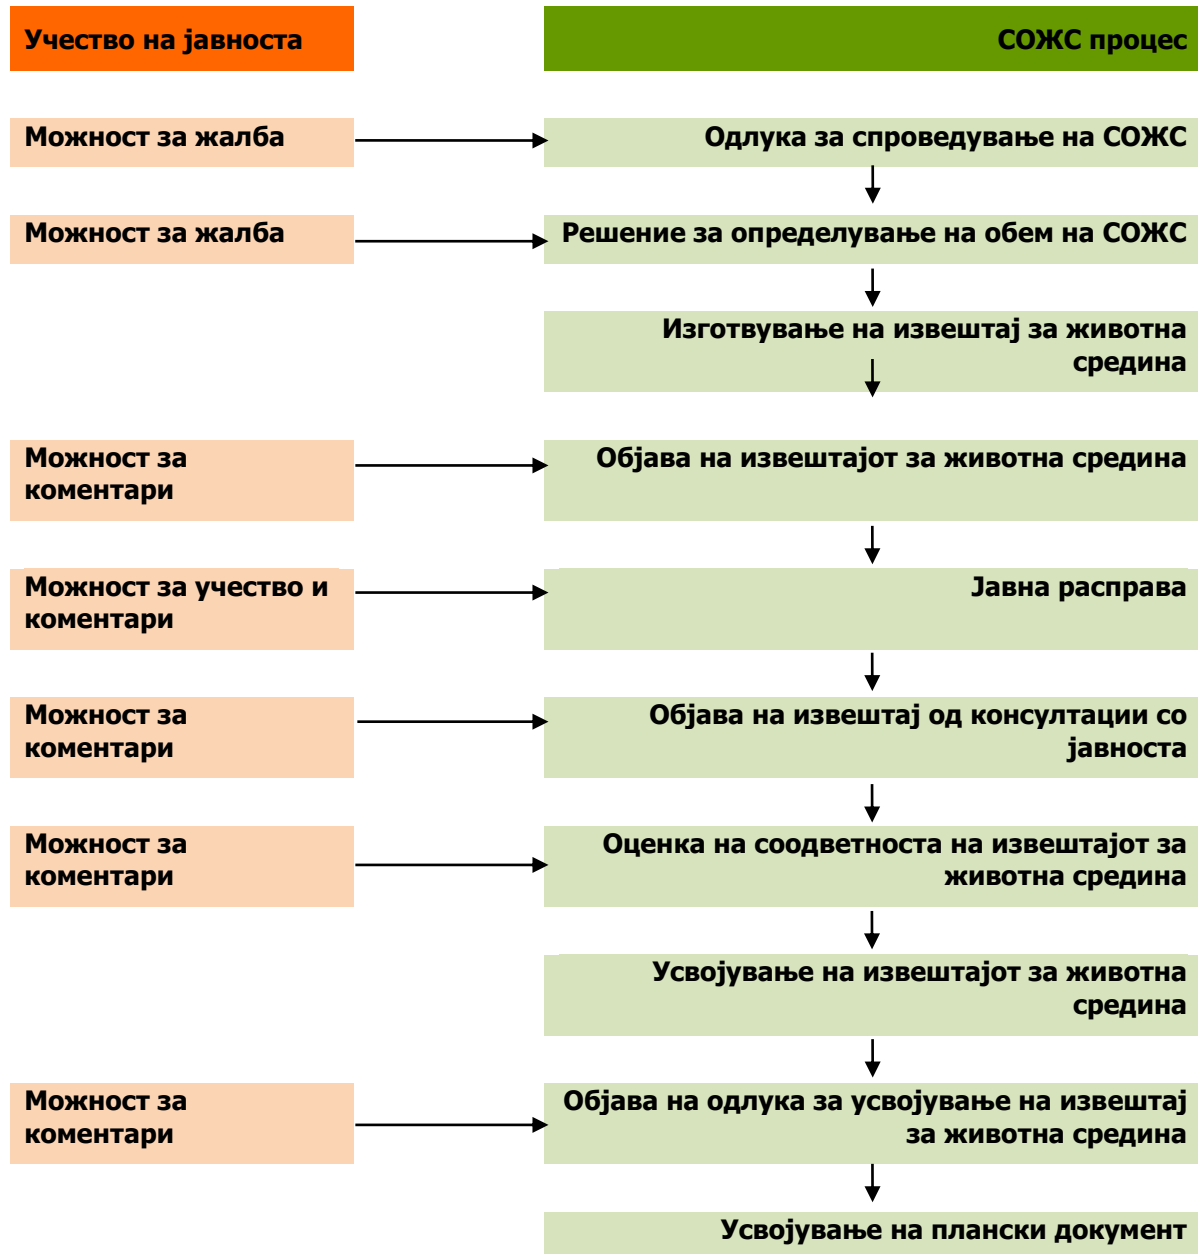 Учество на јавноста
СОЖС процес
Можност за жалба
Одлука за спроведување на СОЖС
Можност за жалба
Решение за определување на обем на СОЖС
Изготвување на извештај за животна
средина
Можност за
коментари
Објава на извештајот за животна средина
Можност за учество и
коментари
Јавна расправа
Можност за
коментари
Објава на извештај од консултации со
јавноста
Можност за
коментари
Оценка на соодветноста на извештајот за
животна средина
Усвојување на извештајот за животна
средина
Можност за
коментари
Објава на одлука за усвојување на извештај
за животна средина
Усвојување на плански документ